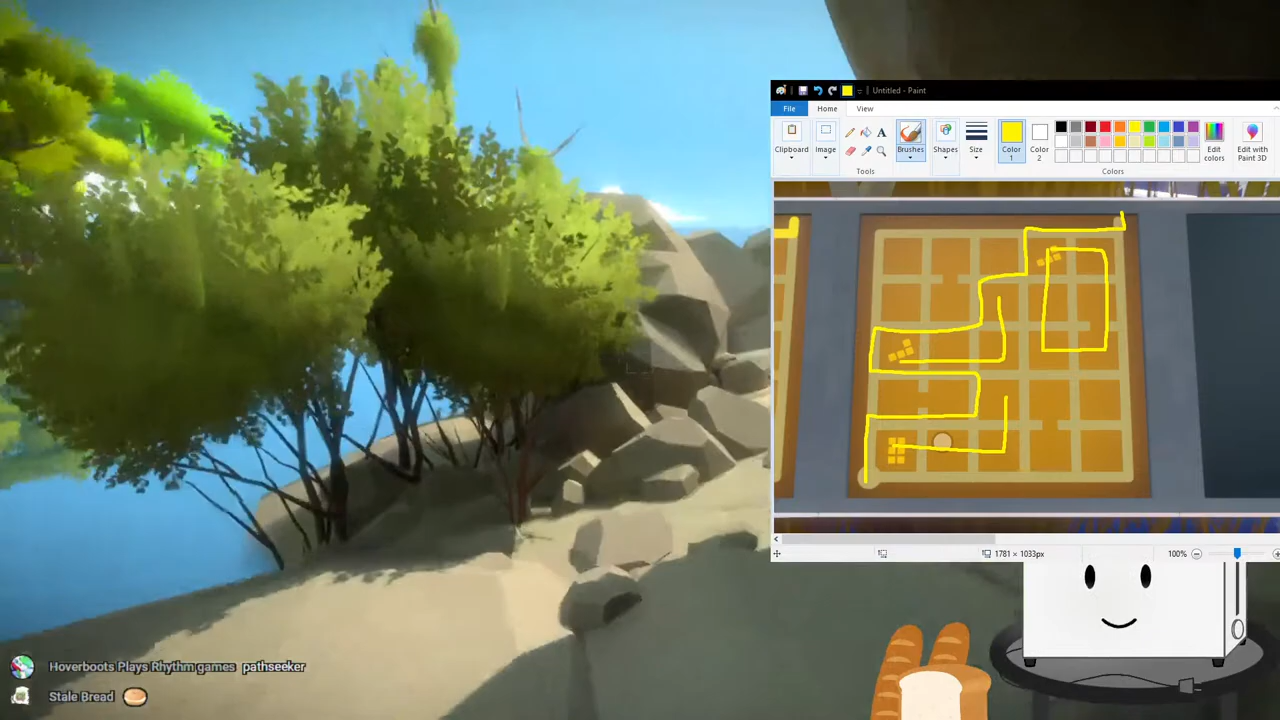 Untitled - Paint
File Home View
Clipboard Image Brushes Shapes Size Color 1 Color 2 Edit colors Edit with Paint 3D
Tools Colors
1781 × 1033px 100%
Hoverboots Plays Rhythm games pathseeker
Stale Bread